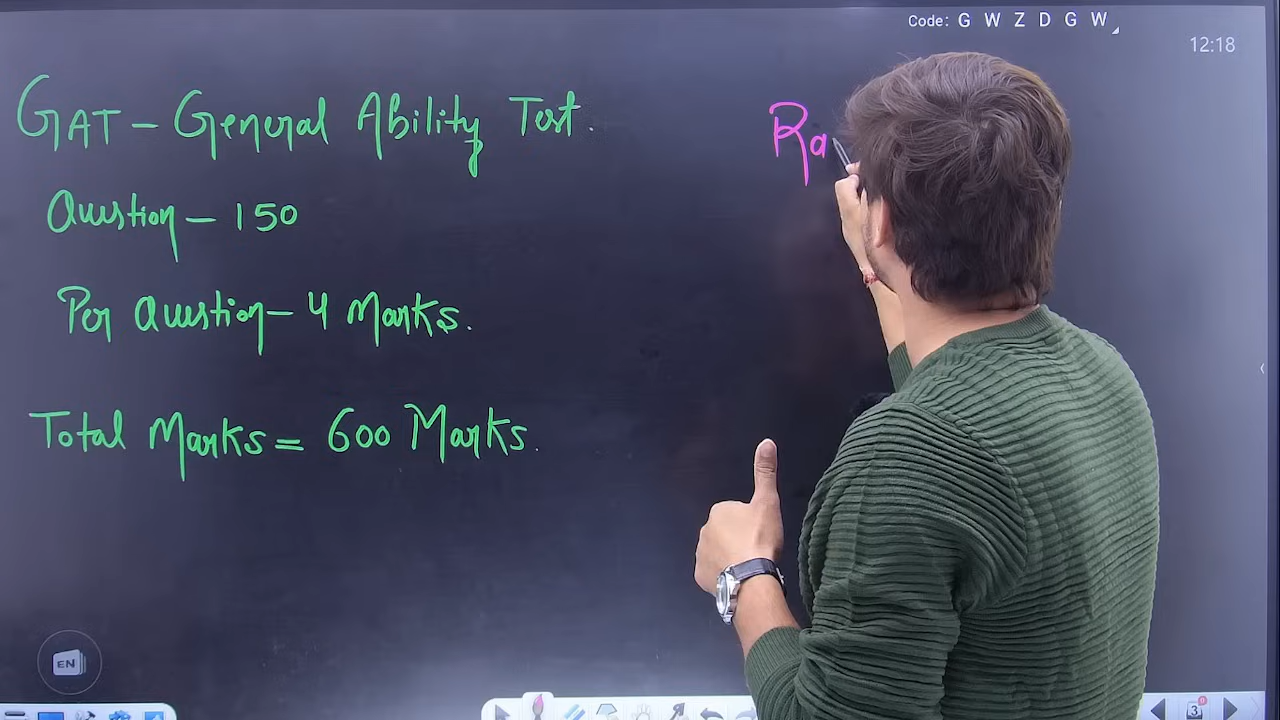 Code: G W Z D G W
12:18
GAT - General Ability Test.
Ra
Question - 150
Per Question - 4 Marks.
Total Marks = 600 Marks.
EN
3